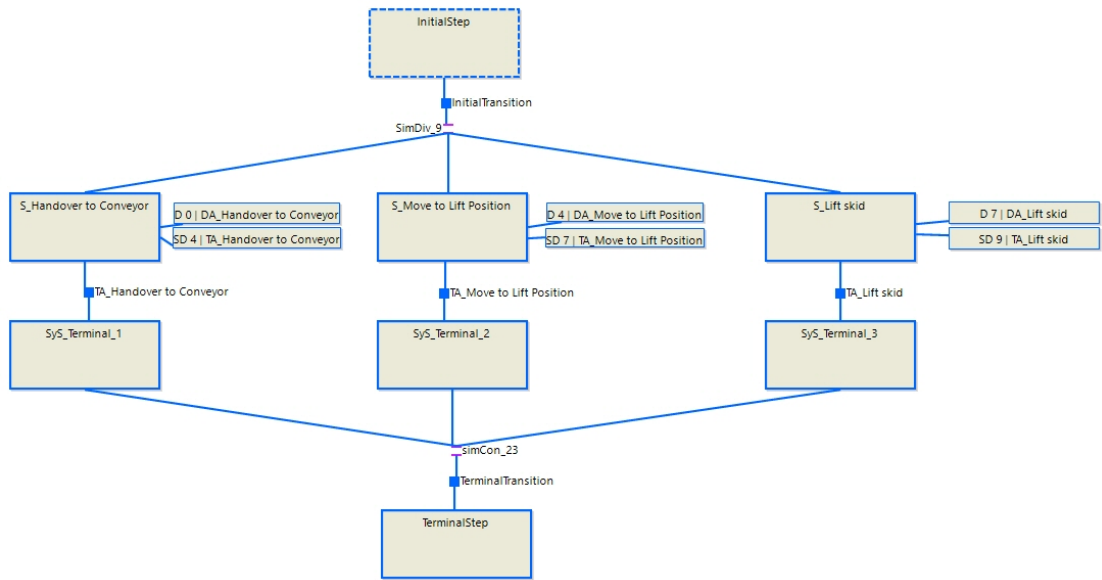 InitialStep
InitialTransition
SimDiv_9
S_Handover to Conveyor
D 0 | DA_Handover to Conveyor
SD 4 | TA_Handover to Conveyor
S_Move to Lift Position
D 4 | DA_Move to Lift Position
SD 7 | TA_Move to Lift Position
S_Lift skid
D 7 | DA_Lift skid
SD 9 | TA_Lift skid
TA_Handover to Conveyor
TA_Move to Lift Position
TA_Lift skid
SyS_Terminal_1
SyS_Terminal_2
SyS_Terminal_3
simCon_23
TerminalTransition
TerminalStep